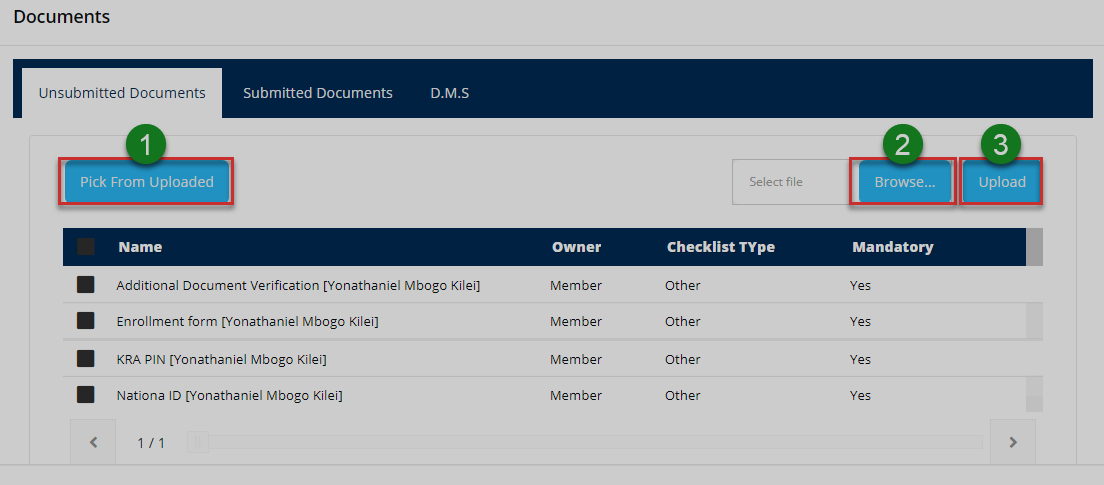 Documents
Unsubmitted Documents Submitted Documents D.M.S
1 2 3
Pick From Uploaded Select file Browse... Upload
Name Owner Checklist TYpe Mandatory
Additional Document Verification [Yonathaniel Mbogo Kilei] Member Other Yes
Enrollment form [Yonathaniel Mbogo Kilei] Member Other Yes
KRA PIN [Yonathaniel Mbogo Kilei] Member Other Yes
Nationa ID [Yonathaniel Mbogo Kilei] Member Other Yes
1 / 1